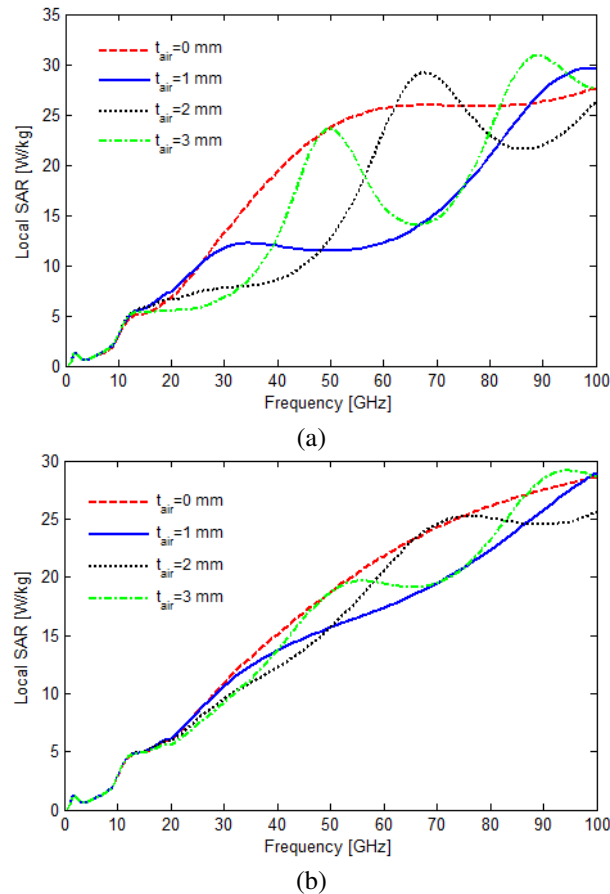 35
30
25
20
15
10
5
0
Local SAR [W/kg]
t_air=0 mm
t_air=1 mm
t_air=2 mm
t_air=3 mm
0 10 20 30 40 50 60 70 80 90 100
Frequency [GHz]
(a)
30
25
20
15
10
5
0
Local SAR [W/kg]
t_air=0 mm
t_air=1 mm
t_air=2 mm
t_air=3 mm
0 10 20 30 40 50 60 70 80 90 100
Frequency [GHz]
(b)